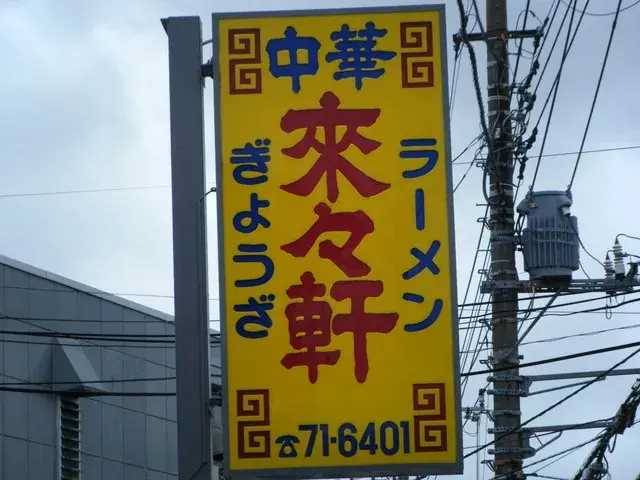 中華
來々軒
ラーメン
ぎょうざ
☎71-6401